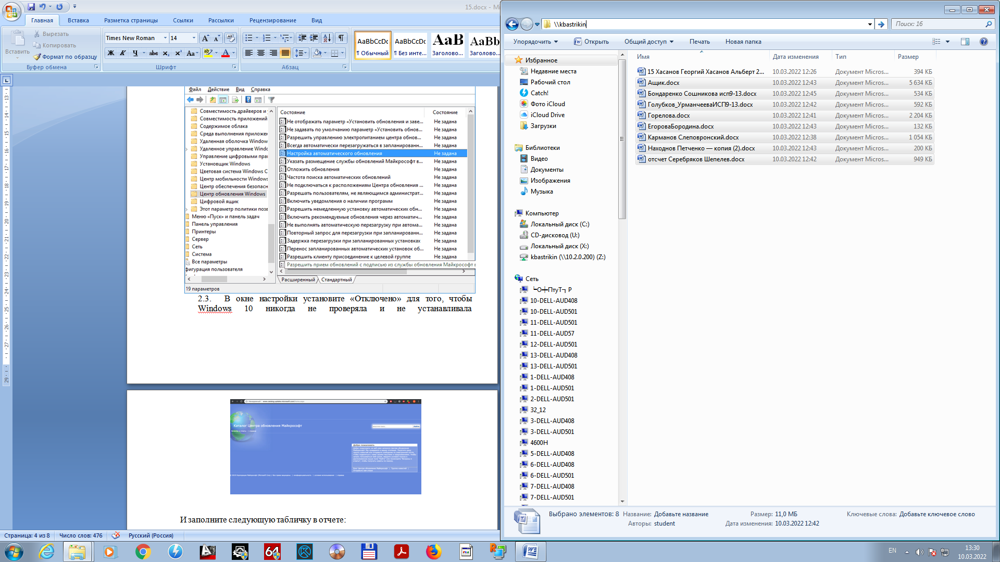 15.docx - Mi
Главная
Вставка
Разметка страницы
Ссылки
Рассылки
Рецензирование
Вид
Вставить
Вырезать
Копировать
Формат по образцу
Буфер обмена
Times New Roman
14
Шрифт
Абзац
AaBbCcDc
¶ Обычный
AaBbCcDc
¶ Без инте...
AaB
Заголово...
AaBb
Заголово...
Файл Действие Вид Справка
Совместимость драйверов и
Совместимость приложений
Содержимое облака
Среда выполнения приложен
Удаленная оболочка Window
Удаленное управление Windo
Управление цифровыми пра
Установщик Windows
Цветовая система Windows C
Центр мобильности Window
Центр обеспечения безопасн
Центр обновления Windows
Цифровой ящик
Этот параметр политики позв
Меню «Пуск» и панель задач
Панель управления
Принтеры
Сервер
Сеть
Система
Все параметры
фигурация пользователя
Состояние Состояние
Не отображать параметр «Установить обновления и заве... Не задана
Не задавать по умолчанию параметр «Установить обнов... Не задана
Разрешить управлению электропитанием центра обнов... Не задана
Всегда автоматически перезагружаться в запланированн... Не задана
Настройка автоматического обновления Не задана
Указать размещение службы обновлений Майкрософт в... Не задана
Отложить обновления Не задана
Частота поиска автоматических обновлений Не задана
Не подключаться к расположениям Центра обновления ... Не задана
Разрешать пользователям, не являющимся администрат... Не задана
Включить уведомления о наличии программ Не задана
Разрешить немедленную установку автоматических обн... Не задана
Включить рекомендуемые обновления через автоматич... Не задана
Не выполнять автоматическую перезагрузку при автома... Не задана
Повторный запрос для перезагрузки при запланированн... Не задана
Задержка перезагрузки при запланированных установках Не задана
Перенос запланированных автоматических установок об... Не задана
Разрешить клиенту присоединение к целевой группе Не задана
Разрешить прием обновлений с подписью из службы обновления Майкрософт в
Расширенный Стандартный
19 параметров
2.3. В окне настройки установите «Отключено» для того, чтобы
Windows 10 никогда не проверяла и не устанавливала
Каталог Центра обновления Майкрософт
Добро пожаловать
И заполните следующую табличку в отчете:
Страница: 4 из 8
Число слов: 476
Русский (Россия)
\\kbastrikin
Поиск: 16
Упорядочить
Открыть
Общий доступ
Печать
Новая папка
Избранное
Недавние места
Рабочий стол
Catch!
Фото iCloud
iCloud Drive
Загрузки
Библиотеки
Видео
Документы
Изображения
Музыка
Компьютер
Локальный диск (C:)
CD-дисковод (U:)
Локальный диск (X:)
kbastrikin (\\10.2.0.200) (Z:)
Сеть
10-DELL-AUD408
10-DELL-AUD501
11-DELL-AUD501
11-DELL-AUD57
12-DELL-AUD501
13-DELL-AUD408
13-DELL-AUD501
1-DELL-AUD408
1-DELL-AUD501
2-DELL-AUD501
32_12
3-DELL-AUD408
3-DELL-AUD501
4600H
5-DELL-AUD408
6-DELL-AUD408
6-DELL-AUD501
7-DELL-AUD408
7-DELL-AUD501
Имя Дата изменения Тип Размер
15 Хасанов Георгий Хасанов Альберт 2... 10.03.2022 12:26 Документ Micros... 394 КБ
Ащик.docx 10.03.2022 12:43 Документ Micros... 5 634 КБ
Бондаренко Сошникова исп9-13.docx 10.03.2022 12:45 Документ Micros... 534 КБ
Голубков_УрманчееваИСП9-13.docx 10.03.2022 12:42 Документ Micros... 592 КБ
Горелова.docx 10.03.2022 12:41 Документ Micros... 2 204 КБ
ЕгороваБородина.docx 10.03.2022 12:43 Документ Micros... 132 КБ
Карманов Слеповронский.docx 10.03.2022 12:38 Документ Micros... 1 054 КБ
Находнов Петченко — копия (2).docx 10.03.2022 12:43 Документ Micros... 200 КБ
отсчет Серебряков Шепелев.docx 10.03.2022 12:42 Документ Micros... 949 КБ
Выбрано элементов: 8
Название: Добавьте название
Авторы: student
Размер: 11,0 МБ
Дата изменения: 10.03.2022 12:42
Ключевые слова: Добавьте ключевое слово
64
EN
13:30
10.03.2022